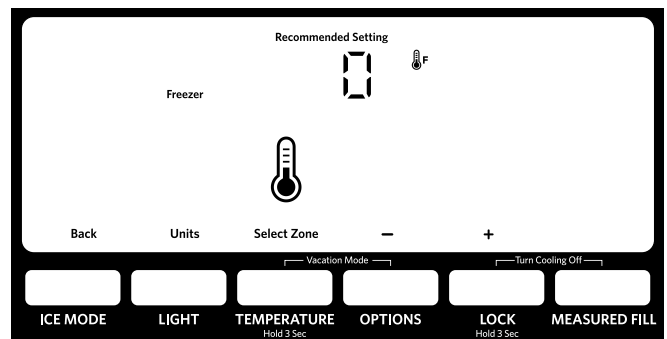 Recommended Setting
0 F
Freezer
Back Units Select Zone – +
Vacation Mode Turn Cooling Off
ICE MODE LIGHT TEMPERATURE OPTIONS LOCK MEASURED FILL
Hold 3 Sec Hold 3 Sec